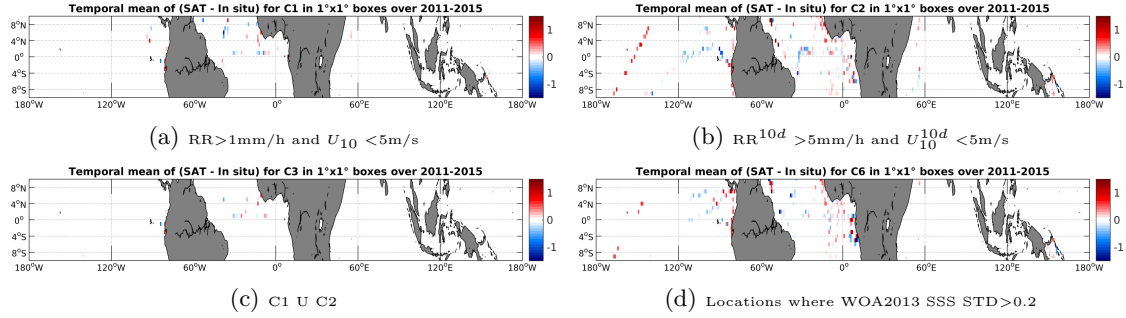 Temporal mean of (SAT - In situ) for C1 in 1°x1° boxes over 2011-2015
8°N
4°N
0°
4°S
8°S
180°W 120°W 60°W 0° 60°E 120°E 180°W
1
0
-1
(a) RR>1mm/h and U10 <5m/s
Temporal mean of (SAT - In situ) for C2 in 1°x1° boxes over 2011-2015
8°N
4°N
0°
4°S
8°S
180°W 120°W 60°W 0° 60°E 120°E 180°W
1
0
-1
(b) RR^10d >5mm/h and U10^10d <5m/s
Temporal mean of (SAT - In situ) for C3 in 1°x1° boxes over 2011-2015
8°N
4°N
0°
4°S
8°S
180°W 120°W 60°W 0° 60°E 120°E 180°W
1
0
-1
(c) C1 U C2
Temporal mean of (SAT - In situ) for C6 in 1°x1° boxes over 2011-2015
8°N
4°N
0°
4°S
8°S
180°W 120°W 60°W 0° 60°E 120°E 180°W
1
0
-1
(d) Locations where WOA2013 SSS STD>0.2